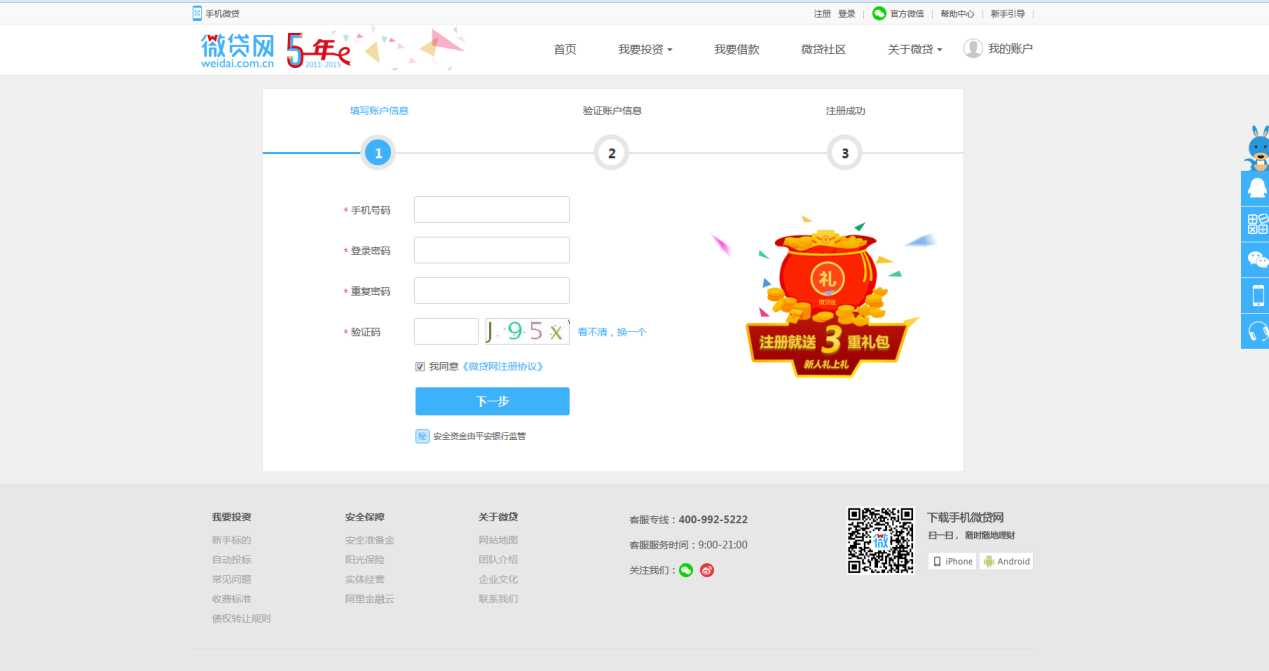 手机微贷
注册 登录 官方微信 帮助中心 新手引导
微贷网 weidai.com.cn 5年e 2011-2015
首页 我要投资 我要借款 微贷社区 关于微贷 我的账户
填写账户信息 验证账户信息 注册成功
1 2 3
* 手机号码
* 登录密码
* 重复密码
* 验证码 J 9 5 x 看不清，换一个
我同意《微贷网注册协议》
下一步
安全资金由平安银行监管
礼
注册就送3重礼包
新人礼上礼
我要投资
新手标的
自动投标
常见问题
收费标准
债权转让规则
安全保障
安全准备金
阳光保险
实体经营
阿里金融云
关于微贷
网站地图
团队介绍
企业文化
联系我们
客服专线：400-992-5222
客服服务时间：9:00-21:00
关注我们：
微
下载手机微贷网
扫一扫，随时随地理财
iPhone Android